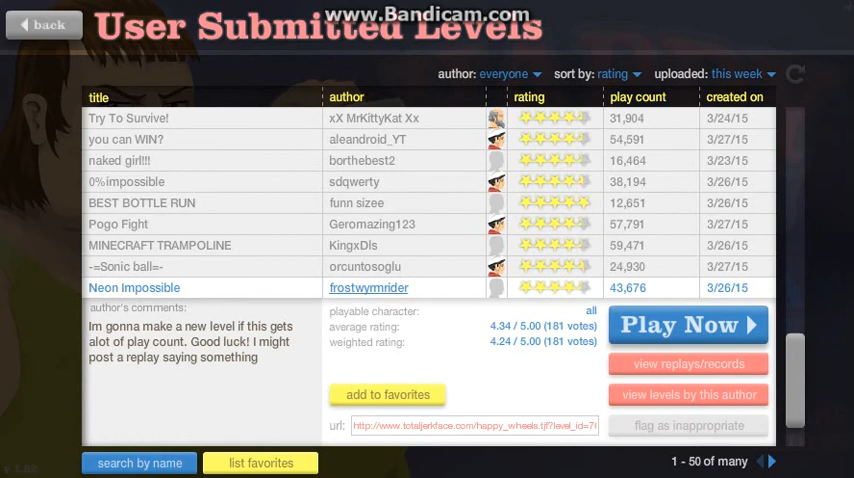 www.Bandicam.com
back
User Submitted Levels
author: everyone sort by: rating uploaded: this week
title author rating play count created on
Try To Survive! xX MrKittyKat Xx 31,904 3/24/15
you can WIN? aleandroid_YT 54,591 3/27/15
naked girl!!! borthebest2 16,464 3/23/15
0%impossible sdqwerty 38,194 3/26/15
BEST BOTTLE RUN funn sizee 12,651 3/26/15
Pogo Fight Geromazing123 57,791 3/27/15
MINECRAFT TRAMPOLINE KingxDls 59,471 3/26/15
-=Sonic ball=- orcuntosoglu 24,930 3/27/15
Neon Impossible frostwyrmrider 43,676 3/26/15
author's comments:
Im gonna make a new level if this gets
alot of play count. Good luck! I might
post a replay saying something
playable character: all
average rating: 4.34 / 5.00 (181 votes)
weighted rating: 4.24 / 5.00 (181 votes)
add to favorites
url: http://www.totaljerkface.com/happy_wheels.tjf?level_id=7
Play Now
view replays/records
view levels by this author
flag as inappropriate
search by name
list favorites
1 - 50 of many